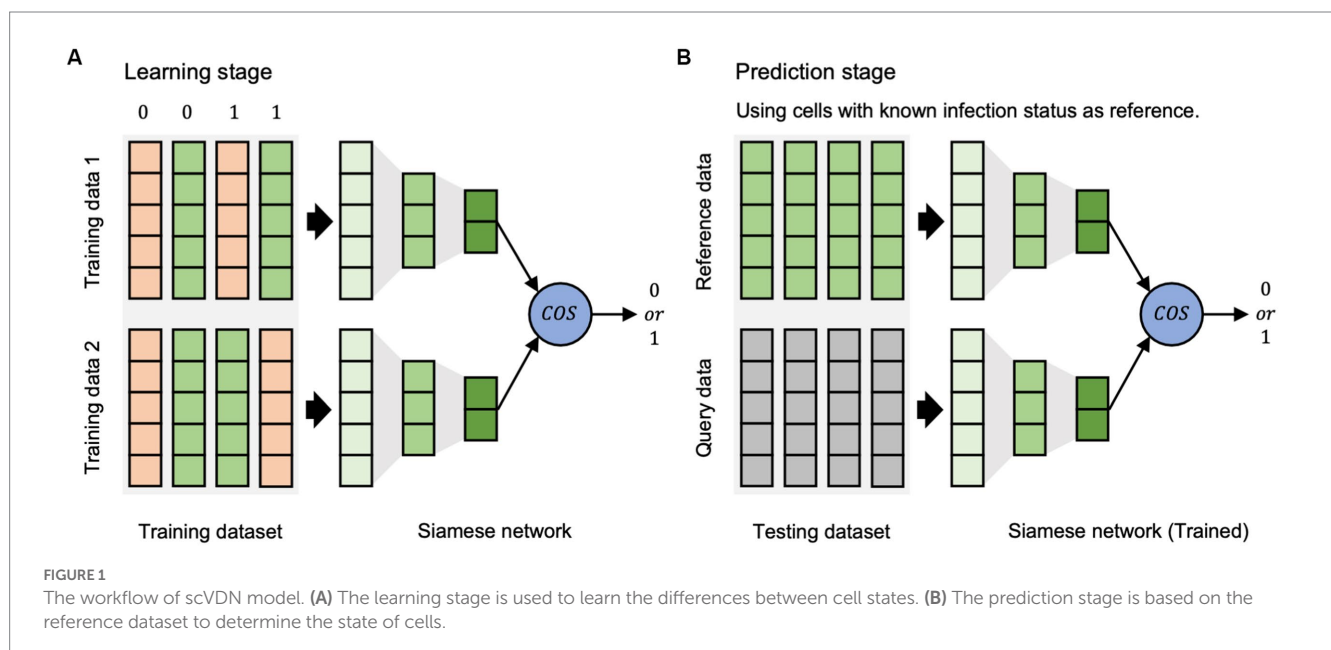 A
Learning stage
0 0 1 1
Training data 1
Training data 2
COS
0
or
1
Training dataset
Siamese network
B
Prediction stage
Using cells with known infection status as reference.
Reference data
Query data
COS
0
or
1
Testing dataset
Siamese network (Trained)
FIGURE 1
The workflow of scVDN model. (A) The learning stage is used to learn the differences between cell states. (B) The prediction stage is based on the
reference dataset to determine the state of cells.